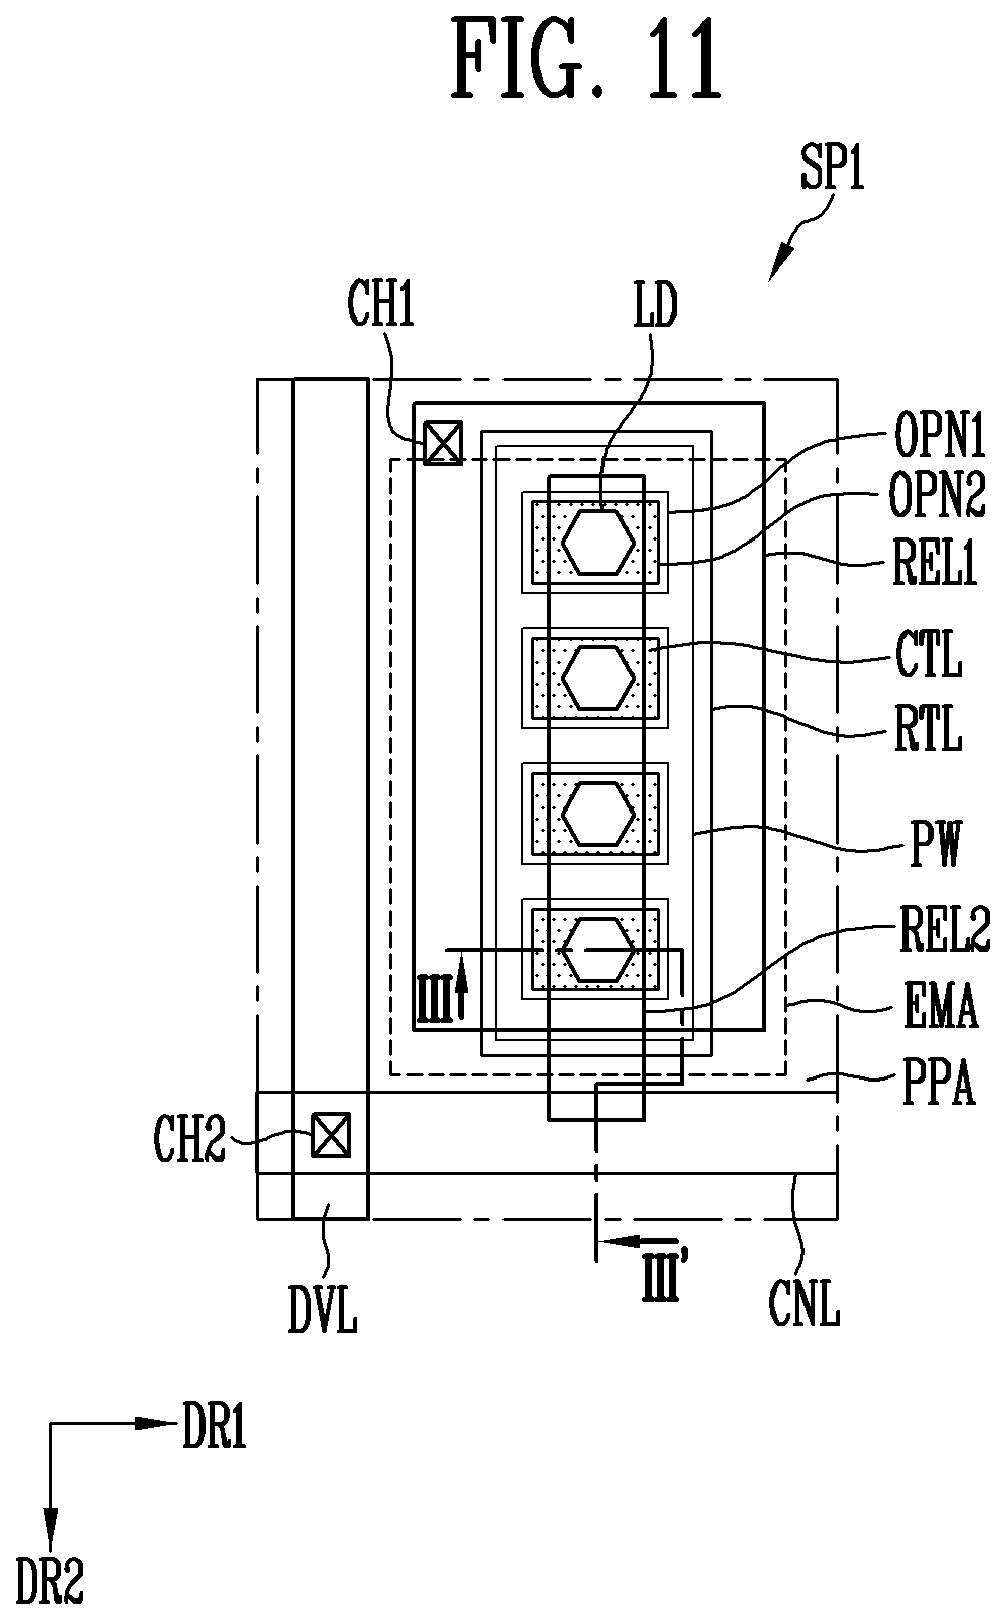 FIG. 11
SP1
CH1
LD
OPN1
OPN2
REL1
CTL
RTL
PW
REL2
III
EMA
PPA
CH2
III'
DVL
CNL
DR1
DR2